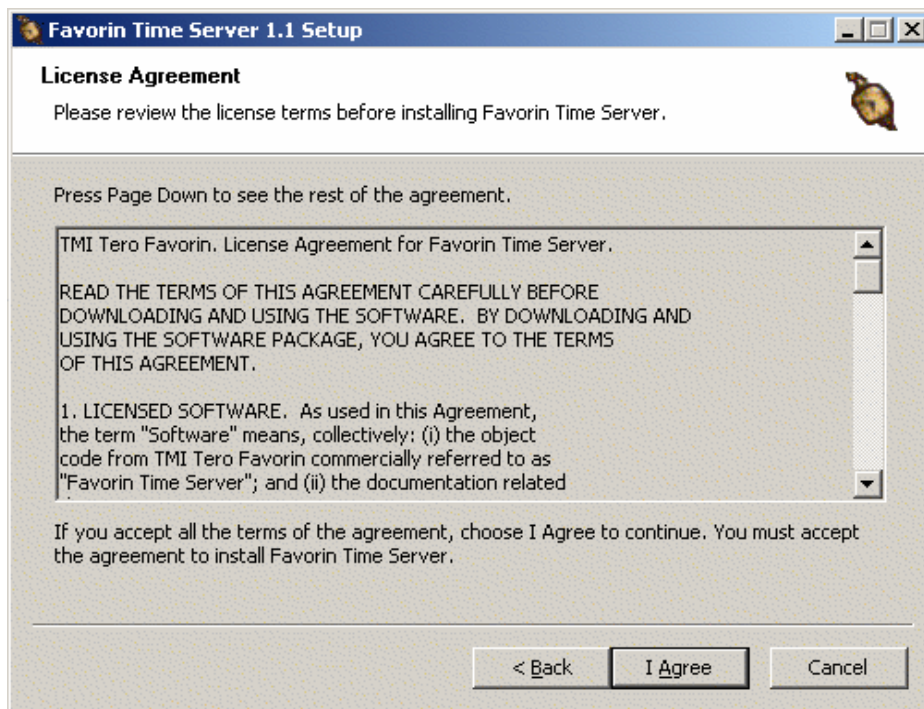 Favorin Time Server 1.1 Setup
License Agreement
Please review the license terms before installing Favorin Time Server.
Press Page Down to see the rest of the agreement.
TMI Tero Favorin. License Agreement for Favorin Time Server.
READ THE TERMS OF THIS AGREEMENT CAREFULLY BEFORE
DOWNLOADING AND USING THE SOFTWARE.  BY DOWNLOADING AND
USING THE SOFTWARE PACKAGE, YOU AGREE TO THE TERMS
OF THIS AGREEMENT.
1. LICENSED SOFTWARE.  As used in this Agreement,
the term "Software" means, collectively: (i) the object
code from TMI Tero Favorin commercially referred to as
"Favorin Time Server"; and (ii) the documentation related
If you accept all the terms of the agreement, choose I Agree to continue. You must accept
the agreement to install Favorin Time Server.
< Back
I Agree
Cancel